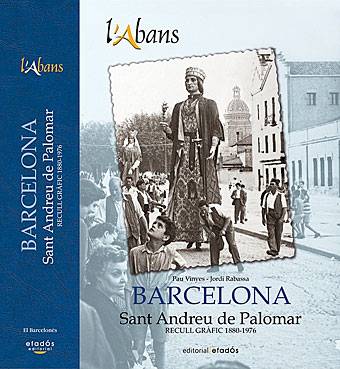 l'Abans
BARCELONA
Sant Andreu de Palomar
RECULL GRÀFIC 1880-1976
El Barcelonès
efadós
editorial
l'Abans
Pau Vinyes - Jordi Rabassa
BARCELONA
Sant Andreu de Palomar
RECULL GRÀFIC 1880-1976
editorial efadós